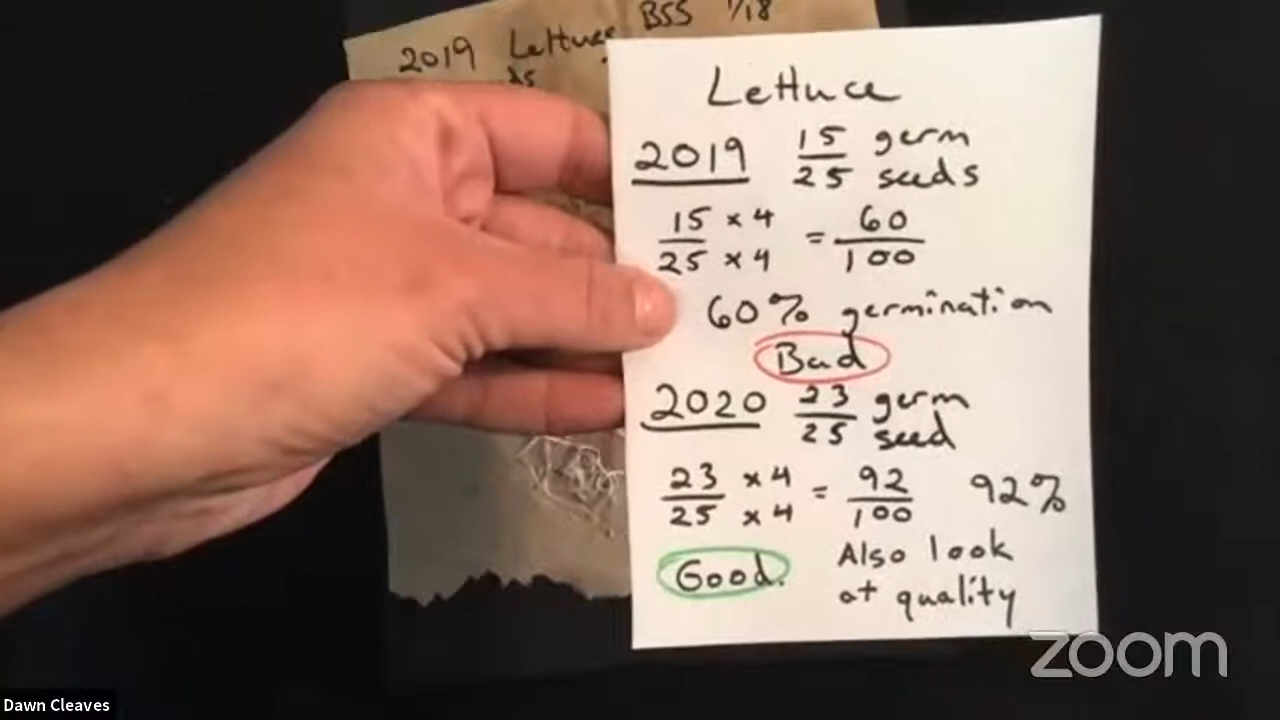 2019 Lettuce BSS 1/18
Lettuce
2019 15/25 germ seeds
15/25 × 4/× 4 = 60/100
60% germination
Bad
2020 23/25 germ seed
23/25 × 4/× 4 = 92/100 92%
Good. Also look
at quality
zoom
Dawn Cleaves